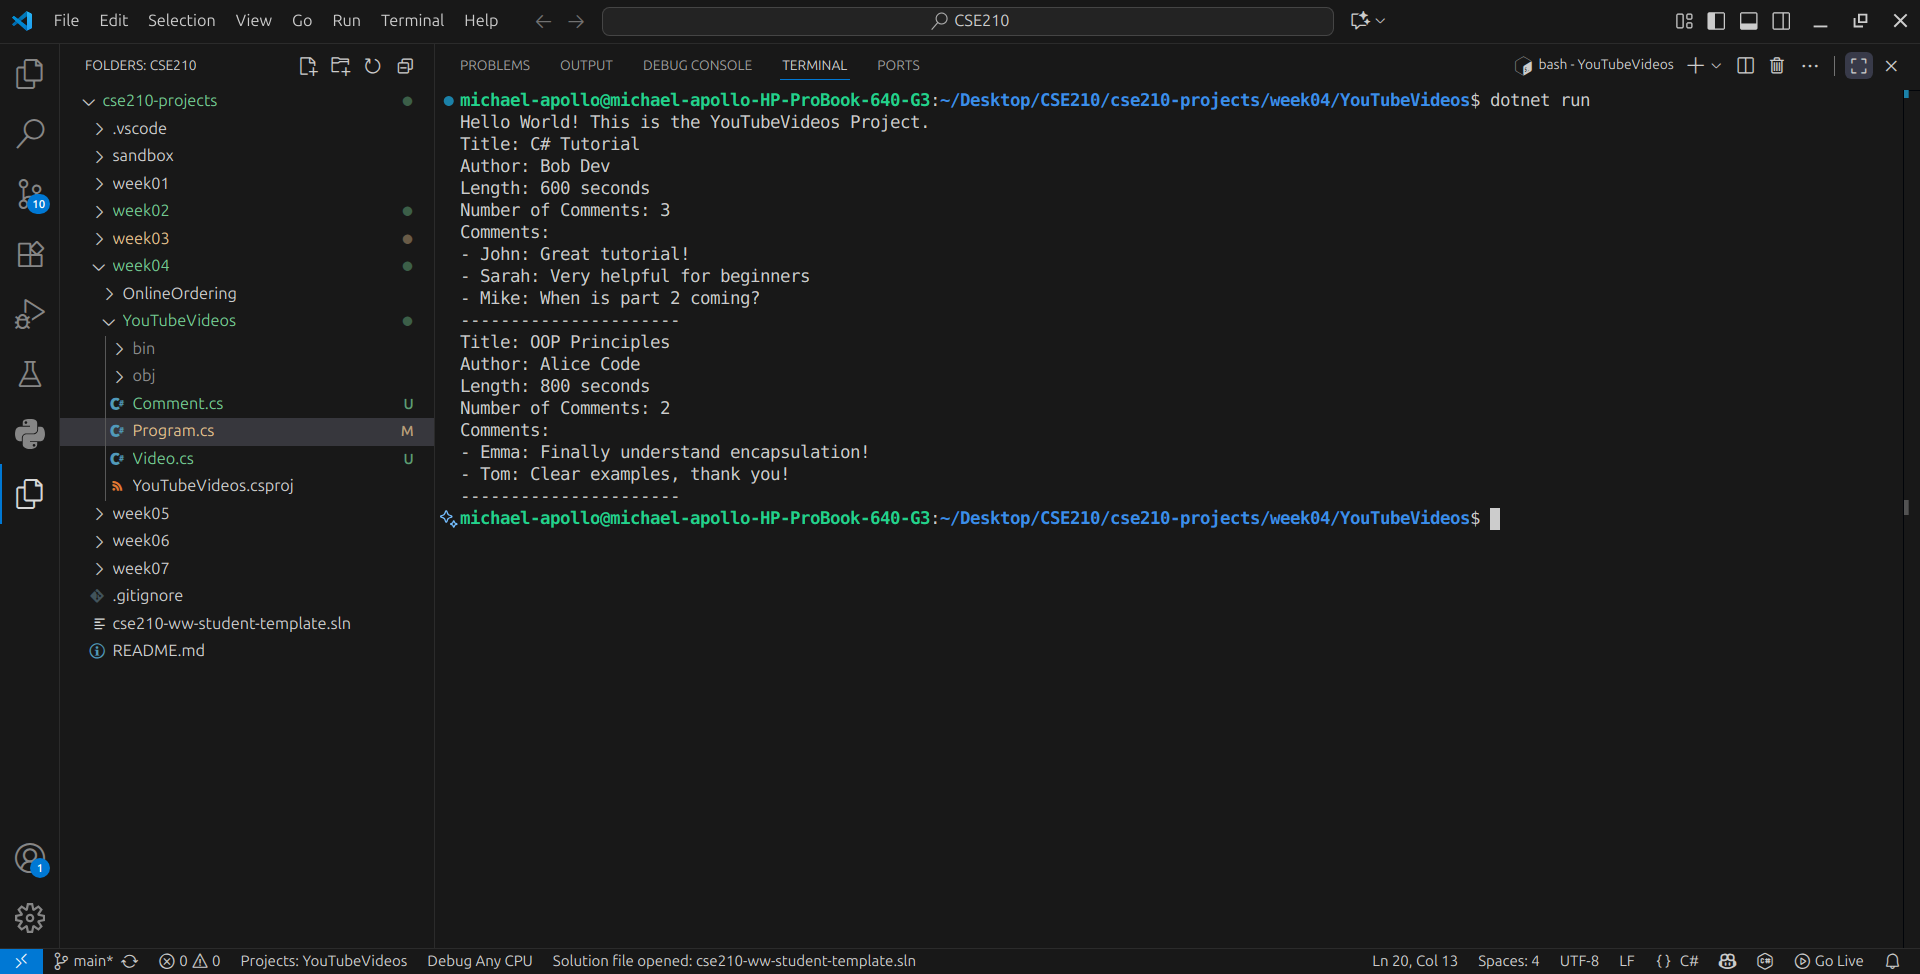 File Edit Selection View Go Run Terminal Help CSE210
FOLDERS: CSE210
cse210-projects
.vscode
sandbox
week01
week02
week03
week04
OnlineOrdering
YouTubeVideos
bin
obj
C# Comment.cs U
C# Program.cs M
C# Video.cs U
YouTubeVideos.csproj
week05
week06
week07
.gitignore
cse210-ww-student-template.sln
README.md
10
1
PROBLEMS OUTPUT DEBUG CONSOLE TERMINAL PORTS bash - YouTubeVideos
michael-apollo@michael-apollo-HP-ProBook-640-G3:~/Desktop/CSE210/cse210-projects/week04/YouTubeVideos$ dotnet run
Hello World! This is the YouTubeVideos Project.
Title: C# Tutorial
Author: Bob Dev
Length: 600 seconds
Number of Comments: 3
Comments:
- John: Great tutorial!
- Sarah: Very helpful for beginners
- Mike: When is part 2 coming?
----------------------
Title: OOP Principles
Author: Alice Code
Length: 800 seconds
Number of Comments: 2
Comments:
- Emma: Finally understand encapsulation!
- Tom: Clear examples, thank you!
----------------------
michael-apollo@michael-apollo-HP-ProBook-640-G3:~/Desktop/CSE210/cse210-projects/week04/YouTubeVideos$
main* 0 0 Projects: YouTubeVideos Debug Any CPU Solution file opened: cse210-ww-student-template.sln Ln 20, Col 13 Spaces: 4 UTF-8 LF {} C# Go Live